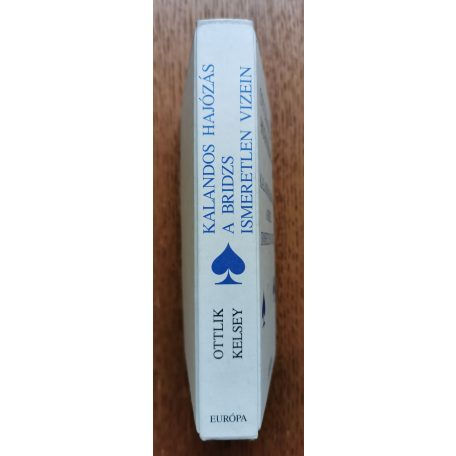 KALANDOS HAJÓZÁS
A BRIDZS
ISMERETLEN VIZEIN
OTTLIK
KELSEY
EURÓPA